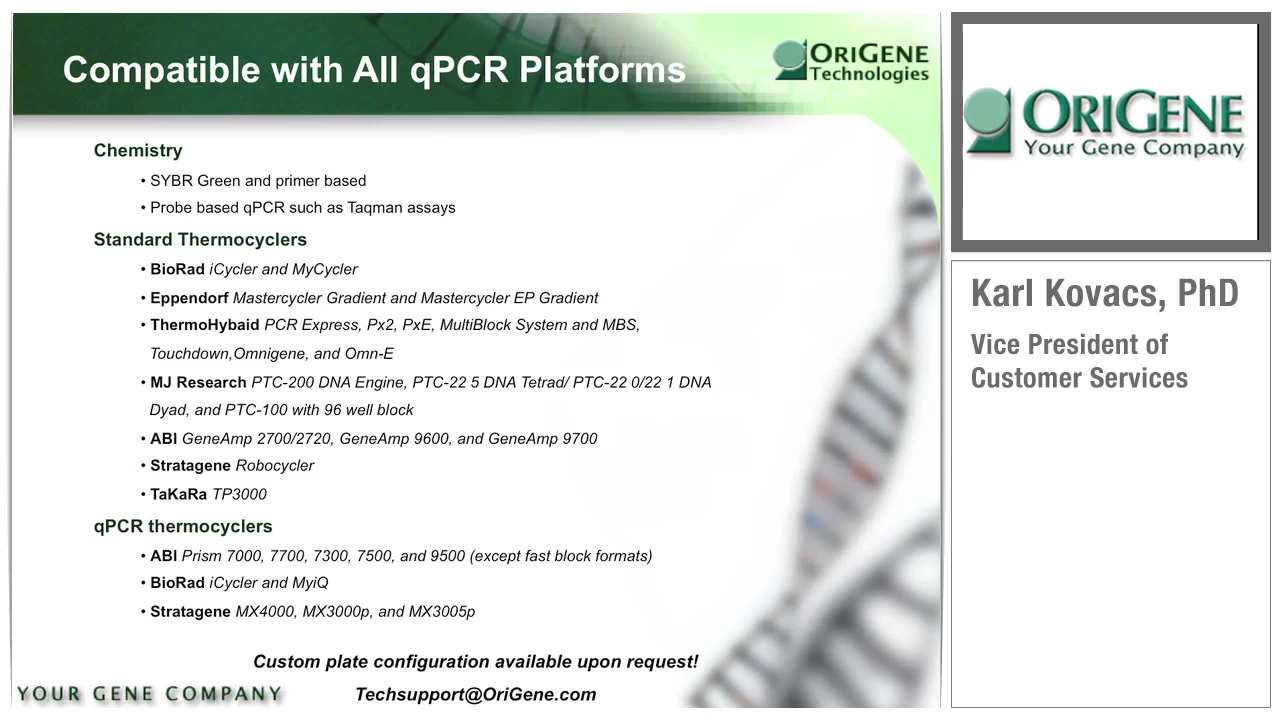 Compatible with All qPCR Platforms
ORIGENE
Technologies
Chemistry
• SYBR Green and primer based
• Probe based qPCR such as Taqman assays
Standard Thermocyclers
• BioRad iCycler and MyCycler
• Eppendorf Mastercycler Gradient and Mastercycler EP Gradient
• ThermoHybaid PCR Express, Px2, PxE, MultiBlock System and MBS,
Touchdown,Omnigene, and Omn-E
• MJ Research PTC-200 DNA Engine, PTC-22 5 DNA Tetrad/ PTC-22 0/22 1 DNA
Dyad, and PTC-100 with 96 well block
• ABI GeneAmp 2700/2720, GeneAmp 9600, and GeneAmp 9700
• Stratagene Robocycler
• TaKaRa TP3000
qPCR thermocyclers
• ABI Prism 7000, 7700, 7300, 7500, and 9500 (except fast block formats)
• BioRad iCycler and MyiQ
• Stratagene MX4000, MX3000p, and MX3005p
Custom plate configuration available upon request!
Techsupport@OriGene.com
YOUR GENE COMPANY
ORIGENE
Your Gene Company
Karl Kovacs, PhD
Vice President of
Customer Services